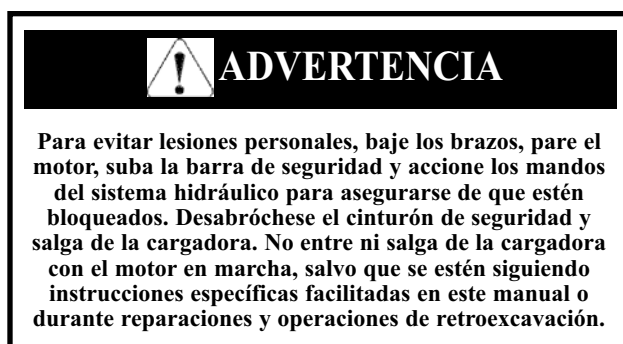 ADVERTENCIA
Para evitar lesiones personales, baje los brazos, pare el
motor, suba la barra de seguridad y accione los mandos
del sistema hidráulico para asegurarse de que estén
bloqueados. Desabróchese el cinturón de seguridad y
salga de la cargadora. No entre ni salga de la cargadora
con el motor en marcha, salvo que se estén siguiendo
instrucciones específicas facilitadas en este manual o
durante reparaciones y operaciones de retroexcavación.